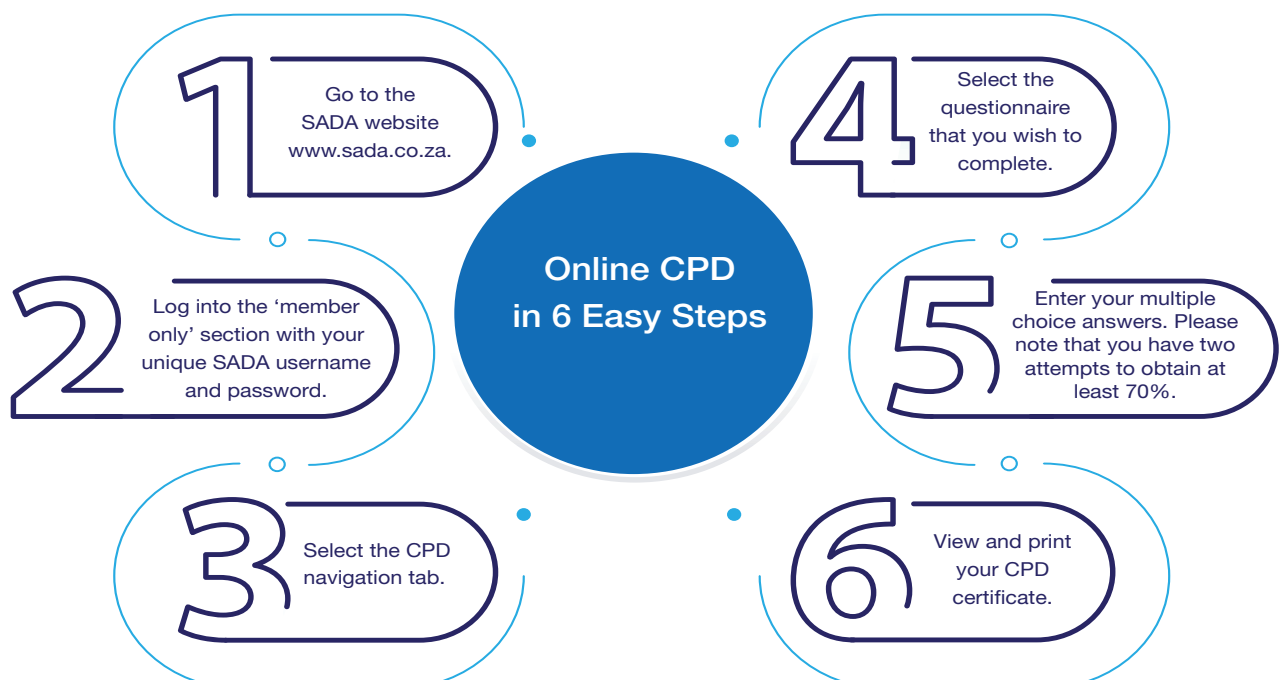 Online CPD
in 6 Easy Steps
1
Go to the
SADA website
www.sada.co.za.
2
Log into the ‘member
only’ section with your
unique SADA username
and password.
3
Select the CPD
navigation tab.
4
Select the
questionnaire
that you wish to
complete.
5
Enter your multiple
choice answers. Please
note that you have two
attempts to obtain at
least 70%.
6
View and print
your CPD
certificate.